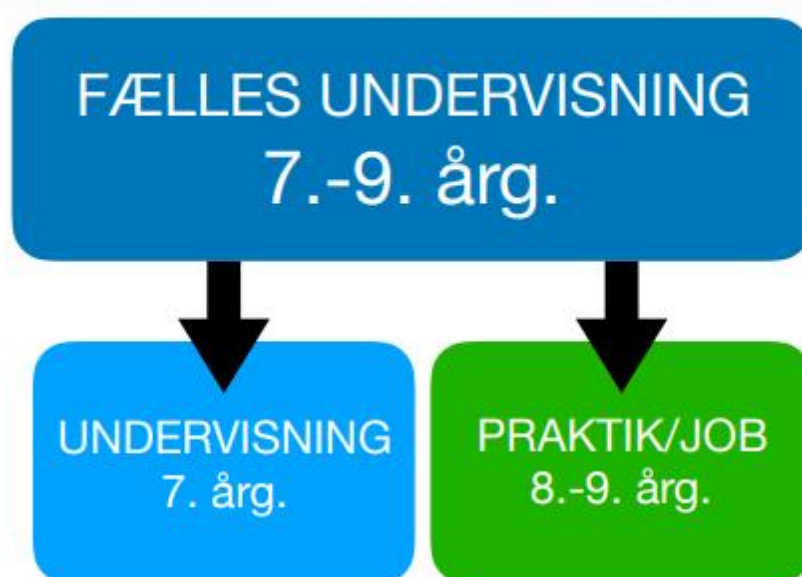 FÆLLES UNDERVISNING
7.-9. årg.
UNDERVISNING
7. årg.
PRAKTIK/JOB
8.-9. årg.